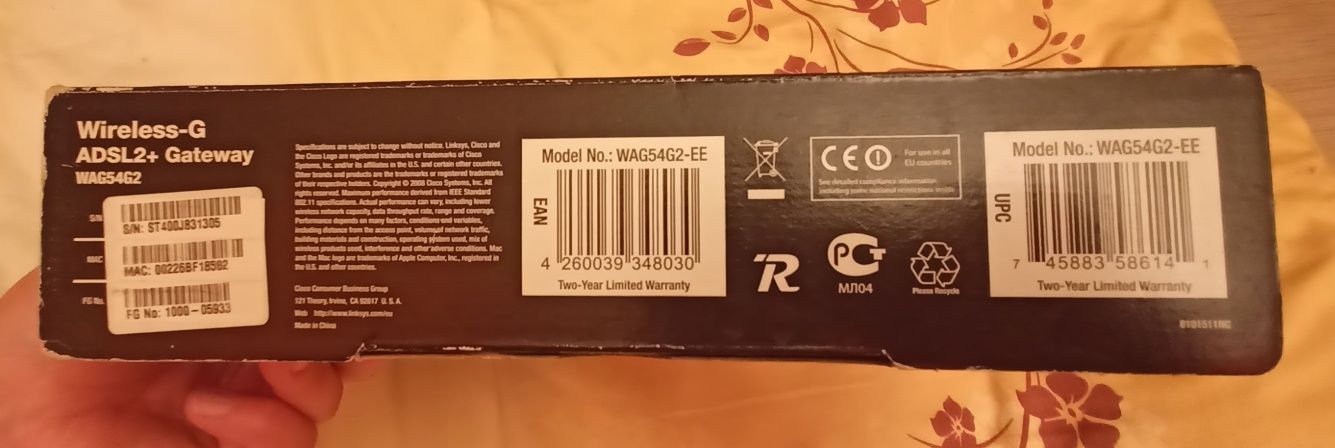 Wireless-G
ADSL2+ Gateway
WAG54G2
S/N
S/N: ST400J831305
MAC
MAC: 00226BF18502
FG No.
FG No: 1000-05933
Specifications are subject to change without notice. Linksys, Cisco and
the Cisco Logo are registered trademarks or trademarks of Cisco
Systems, Inc. and/or its affiliates in the U.S. and certain other countries.
Other brands and products are the trademarks or registered trademarks
of their respective holders. Copyright © 2008 Cisco Systems, Inc. All
rights reserved. Maximum performance derived from IEEE Standard
802.11 specifications. Actual performance can vary, including lower
wireless network capacity, data throughput rate, range and coverage.
Performance depends on many factors, conditions and variables,
including distance from the access point, volume of network traffic,
building materials and construction, operating system used, mix of
wireless products used, interference and other adverse conditions. Mac
and the Mac logo are trademarks of Apple Computer, Inc., registered in
the U.S. and other countries.
Cisco Consumer Business Group
121 Theory, Irvine, CA 92617 U. S. A.
Web http://www.linksys.com/eu
Made in China
Model No.: WAG54G2-EE
EAN
4 260039 348030
Two-Year Limited Warranty
CE
For use in all
EU countries
See detailed compliance information
including some national restrictions inside
R
РСТ
МЛ04
Please Recycle
Model No.: WAG54G2-EE
UPC
7 45883 58614 1
Two-Year Limited Warranty